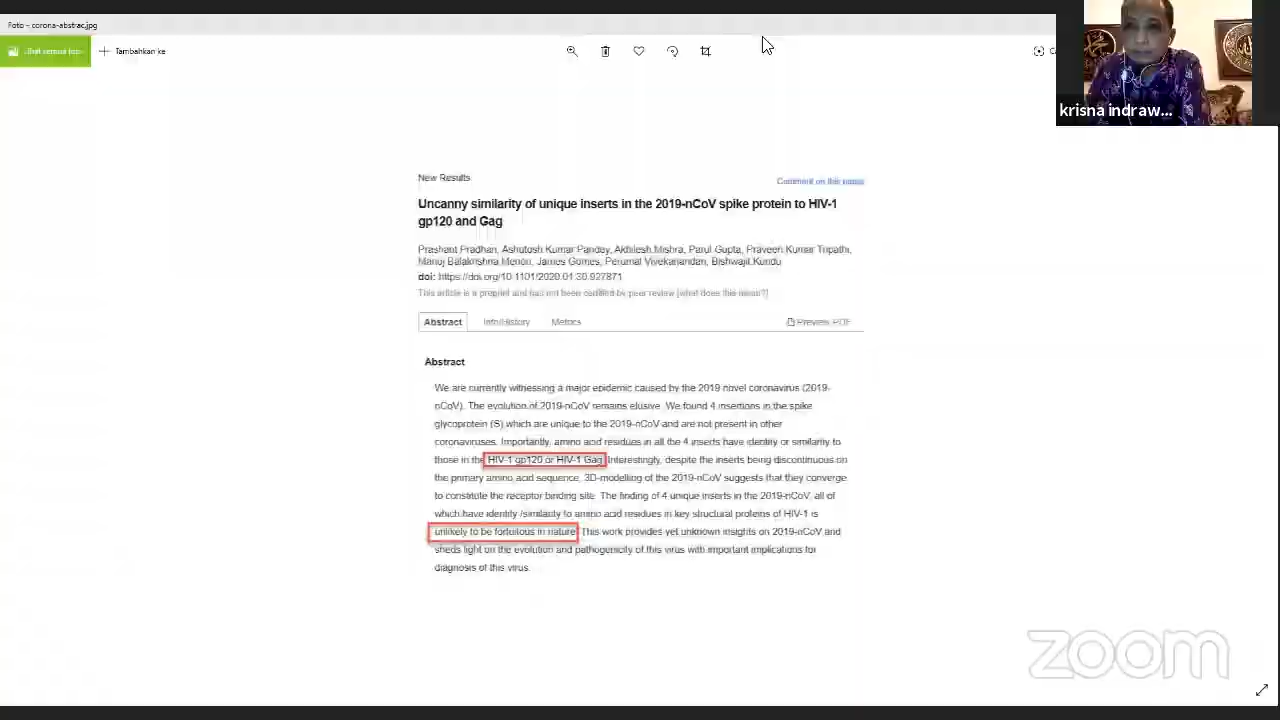 Foto - corona-abstrac.jpg
Tambahkan ke
krisna indraw...
New Results
Comment on this paper
Uncanny similarity of unique inserts in the 2019-nCoV spike protein to HIV-1
gp120 and Gag
Prashant Pradhan, Ashutosh Kumar Pandey, Akhilesh Mishra, Parul Gupta, Praveen Kumar Tripathi,
Manoj Balakrishna Menon, James Gomes, Perumal Vivekanandan, Bishwajit Kundu
doi: https://doi.org/10.1101/2020.01.30.927871
This article is a preprint and has not been certified by peer review [what does this mean?]
Abstract Info/History Metrics Preview PDF
Abstract
We are currently witnessing a major epidemic caused by the 2019 novel coronavirus (2019-
nCoV). The evolution of 2019-nCoV remains elusive. We found 4 insertions in the spike
glycoprotein (S) which are unique to the 2019-nCoV and are not present in other
coronaviruses. Importantly, amino acid residues in all the 4 inserts have identity or similarity to
those in the HIV-1 gp120 or HIV-1 Gag. Interestingly, despite the inserts being discontinuous on
the primary amino acid sequence, 3D-modelling of the 2019-nCoV suggests that they converge
to constitute the receptor binding site. The finding of 4 unique inserts in the 2019-nCoV, all of
which have identity /similarity to amino acid residues in key structural proteins of HIV-1 is
unlikely to be fortuitous in nature. This work provides yet unknown insights on 2019-nCoV and
sheds light on the evolution and pathogenicity of this virus with important implications for
diagnosis of this virus.
zoom